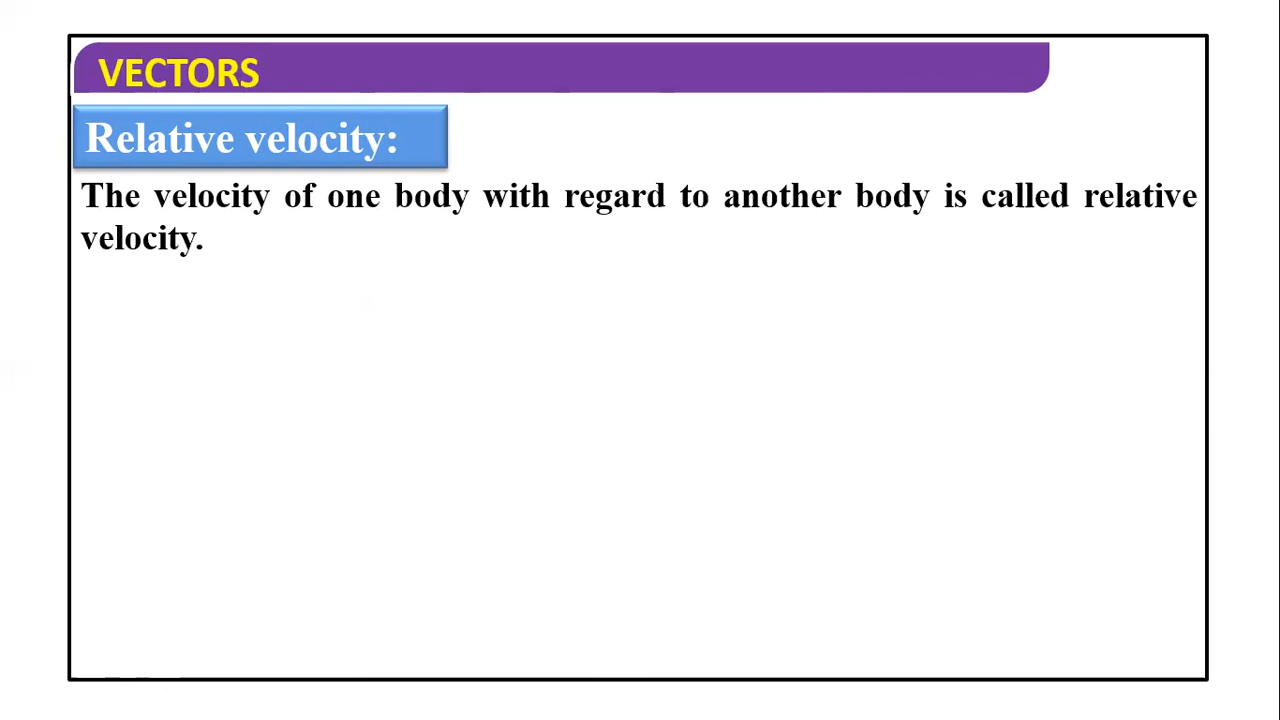 VECTORS
Relative velocity:
The velocity of one body with regard to another body is called relative
velocity.